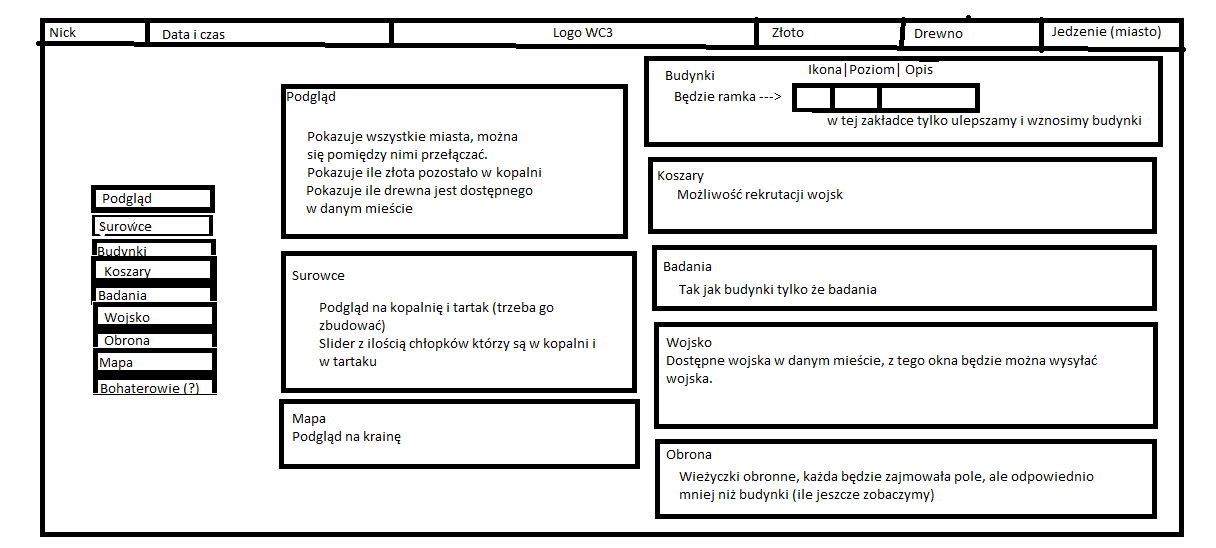 Nick
Data i czas
Logo WC3
Złoto
Drewno
Jedzenie (miasto)
Podgląd
Surowce
Budynki
Koszary
Badania
Wojsko
Obrona
Mapa
Bohaterowie (?)
Podgląd
Pokazuje wszystkie miasta, można
się pomiędzy nimi przełączać.
Pokazuje ile złota pozostało w kopalni
Pokazuje ile drewna jest dostępnego
w danym mieście
Surowce
Podgląd na kopalnię i tartak (trzeba go
zbudować)
Slider z ilością chłopków którzy są w kopalni i
w tartaku
Mapa
Podgląd na krainę
Budynki
Ikona|Poziom| Opis
Będzie ramka --->
w tej zakładce tylko ulepszamy i wznosimy budynki
Koszary
Możliwość rekrutacji wojsk
Badania
Tak jak budynki tylko że badania
Wojsko
Dostępne wojska w danym mieście, z tego okna będzie można wysyłać
wojska.
Obrona
Wieżyczki obronne, każda będzie zajmowała pole, ale odpowiednio
mniej niż budynki (ile jeszcze zobaczymy)